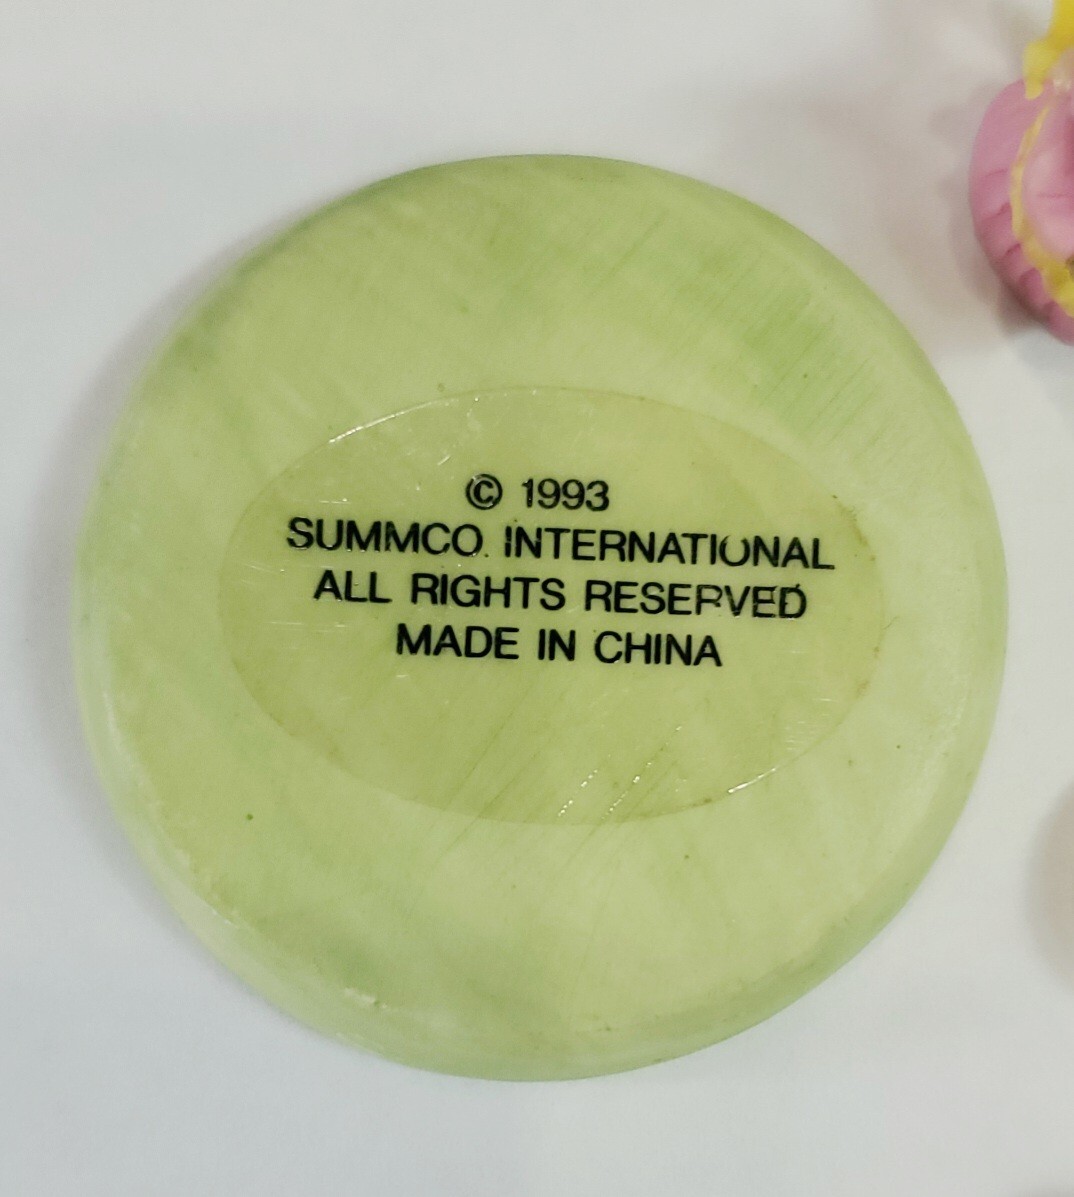 © 1993
SUMMCO INTERNATIONAL
ALL RIGHTS RESERVED
MADE IN CHINA